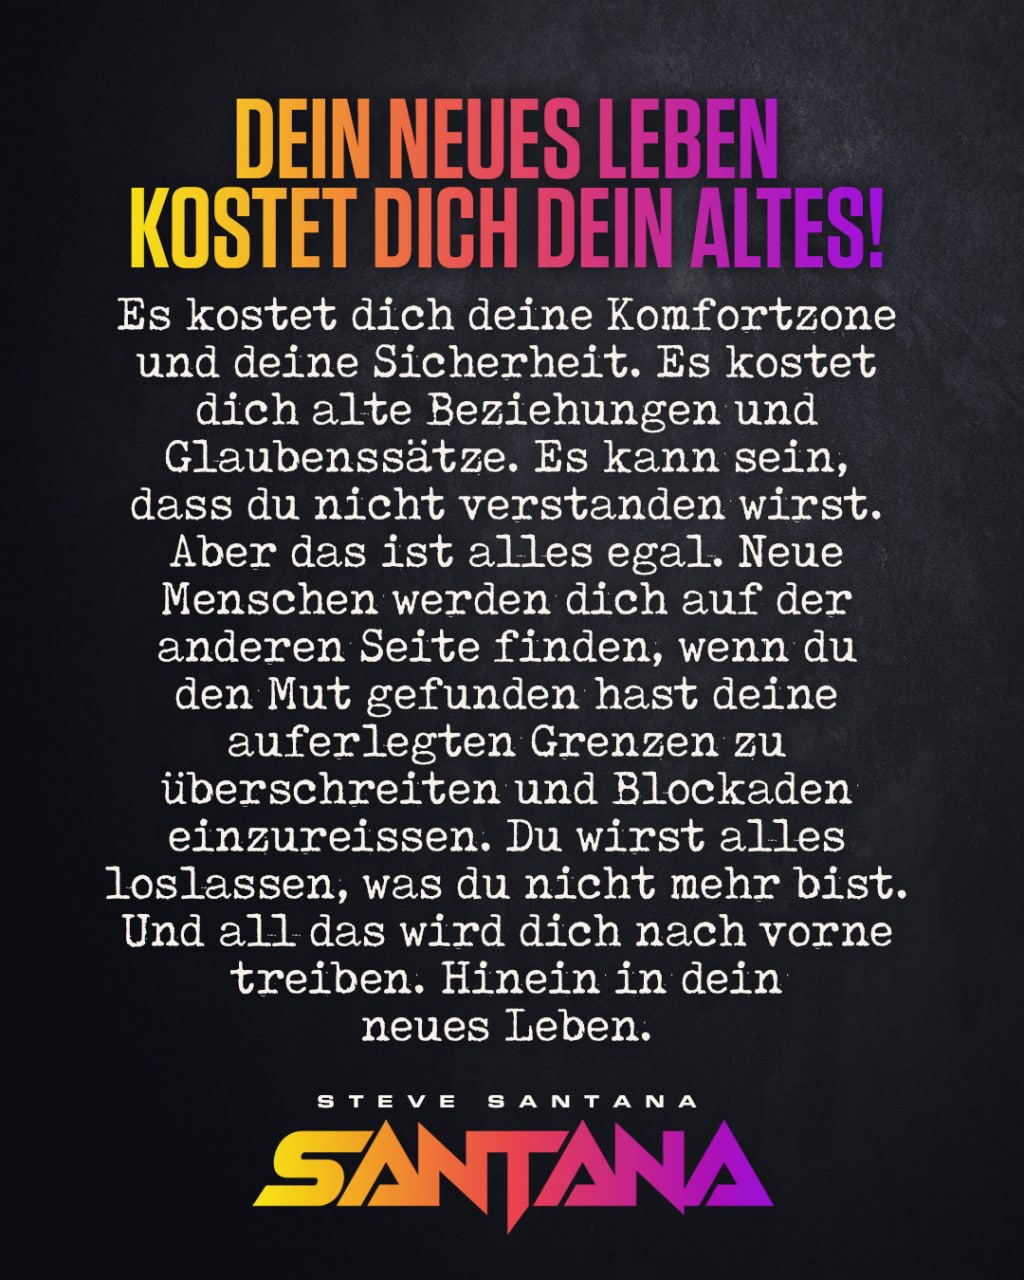 DEIN NEUES LEBEN
KOSTET DICH DEIN ALTES!
Es kostet dich deine Komfortzone
und deine Sicherheit. Es kostet
dich alte Beziehungen und
Glaubenssätze. Es kann sein,
dass du nicht verstanden wirst.
Aber das ist alles egal. Neue
Menschen werden dich auf der
anderen Seite finden, wenn du
den Mut gefunden hast deine
auferlegten Grenzen zu
überschreiten und Blockaden
einzureissen. Du wirst alles
loslassen, was du nicht mehr bist.
Und all das wird dich nach vorne
treiben. Hinein in dein
neues Leben.
STEVE SANTANA
SANTANA